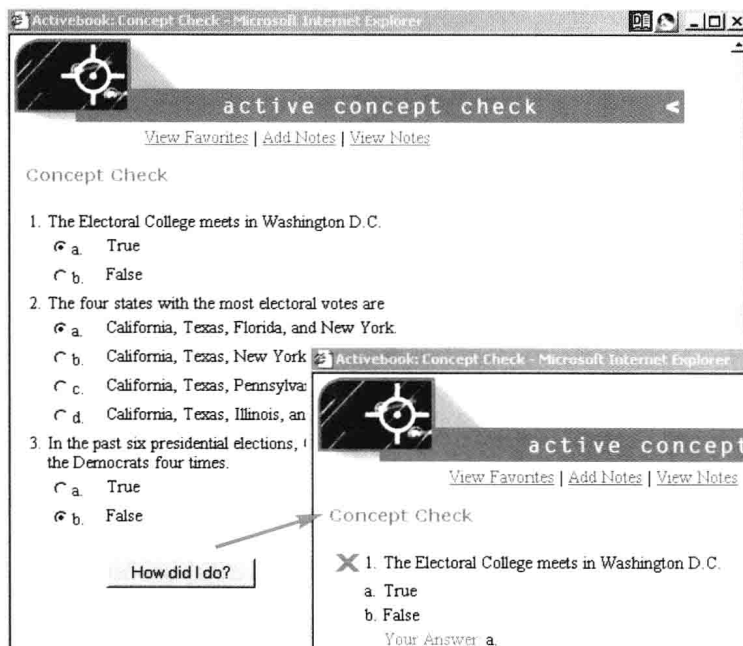 Activebook: Concept Check - Microsoft Internet Explorer
active concept check <
View Favorites | Add Notes | View Notes
Concept Check
1. The Electoral College meets in Washington D.C.
a. True
b. False
2. The four states with the most electoral votes are
a. California, Texas, Florida, and New York.
b. California, Texas, New York
c. California, Texas,
d. California, Texas, Illinois, an
3. In the past six presidential elections,
the Democrats four times.
a. True
b. False
How did I do?
Activebook: Concept Check - Microsoft Internet Explorer
active concept
View Favorites | Add Notes | View Notes
Concept Check
X 1. The Electoral College meets in Washington D.C.
a. True
b. False
Your Answer a.